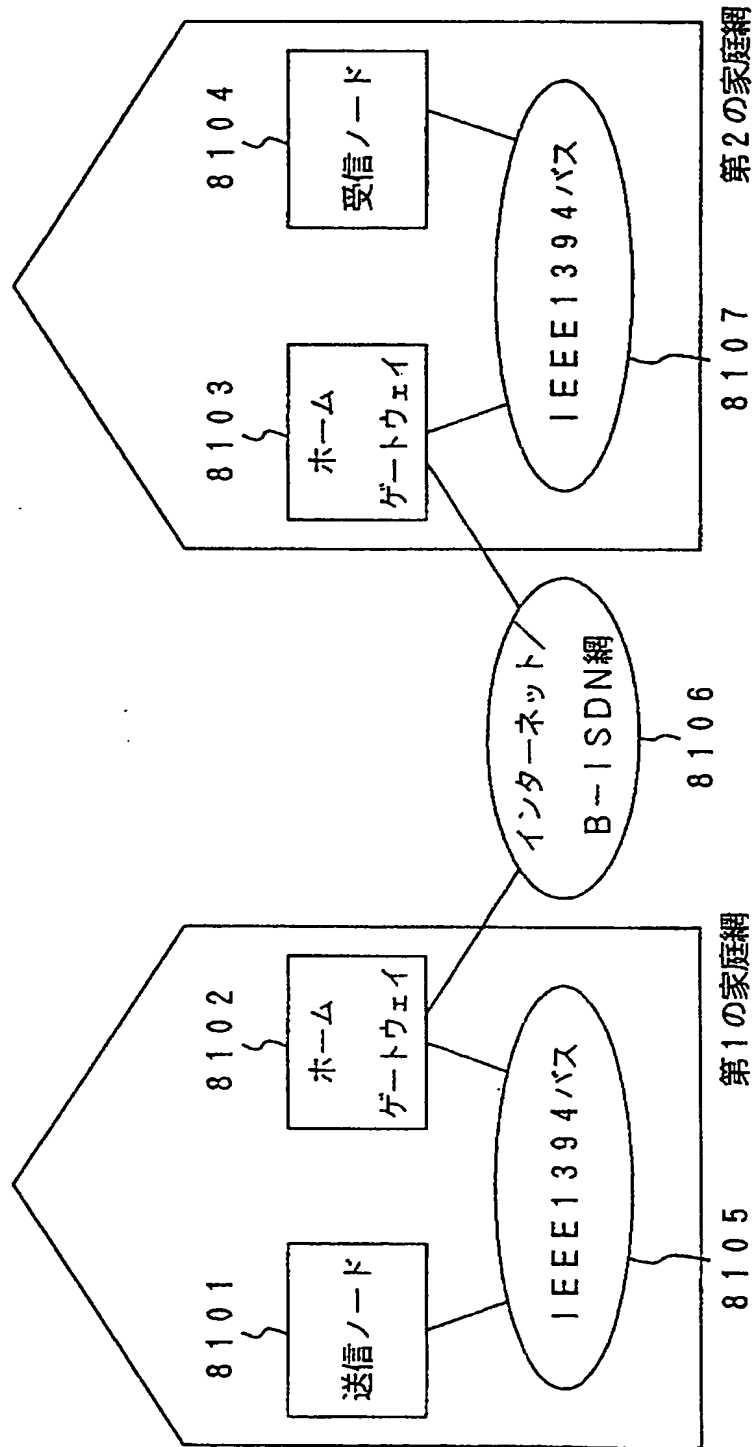 8101
送信ノード
8102
ホーム
ゲートウェイ
IEEE1394バス
8105
第1の家庭網
インターネット/
B-ISDN網
8106
8103
ホーム
ゲートウェイ
8104
受信ノード
IEEE1394バス
8107
第2の家庭網